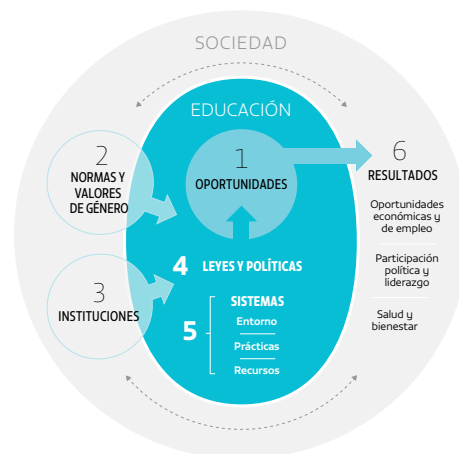 SOCIEDAD
EDUCACIÓN
1
OPORTUNIDADES
2
NORMAS Y
VALORES
DE GÉNERO
3
INSTITUCIONES
4 LEYES Y POLÍTICAS
5
SISTEMAS
Entorno
Prácticas
Recursos
6
RESULTADOS
Oportunidades
económicas y
de empleo
Participación
política y
liderazgo
Salud y
bienestar